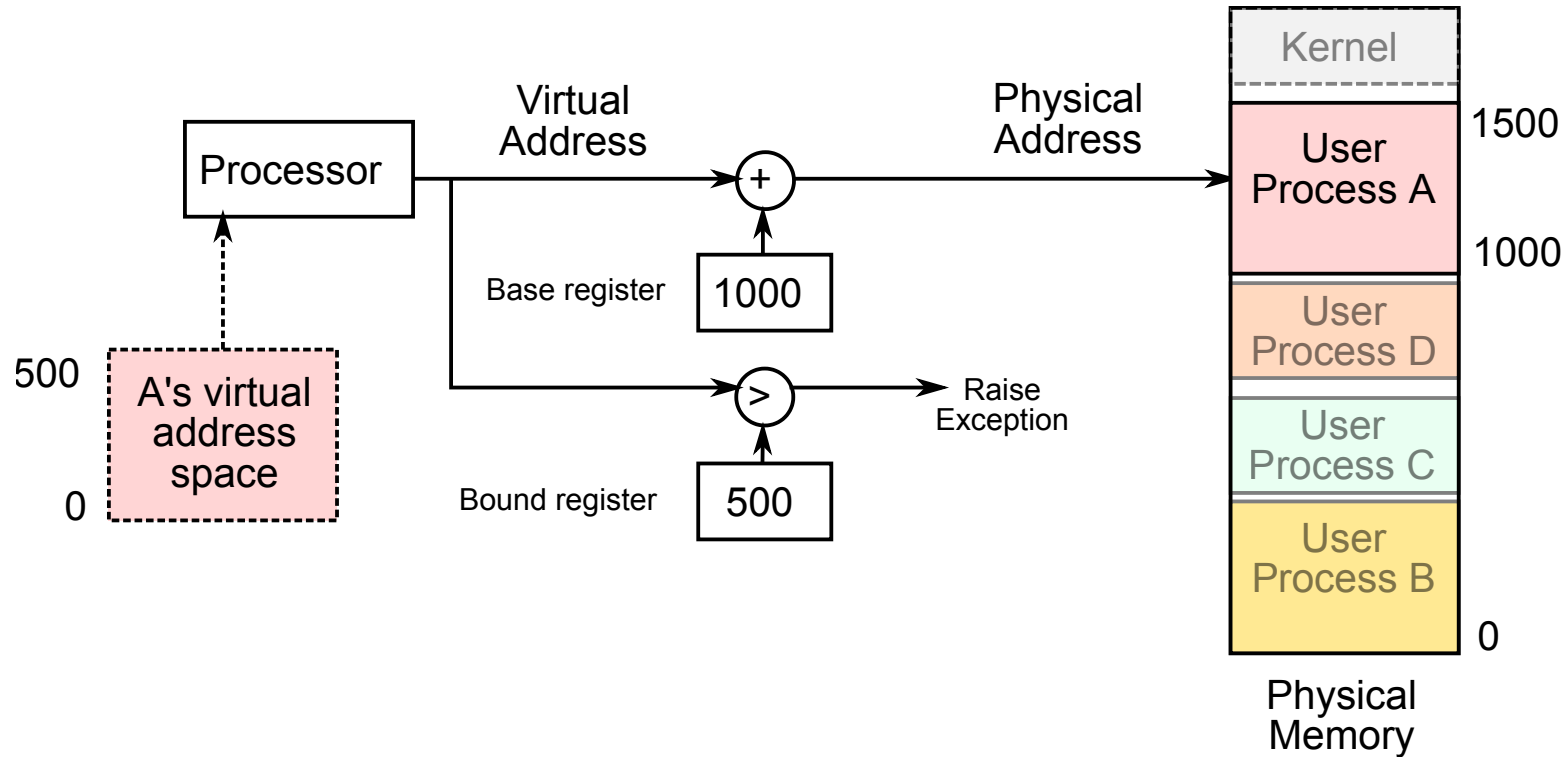 Kernel
Virtual
Address
Physical
Address
1500
Processor
+
User
Process A
1000
Base register
1000
User
Process D
500
A's virtual
address
space
0
>
Raise
Exception
Bound register
500
User
Process C
User
Process B
0
Physical
Memory